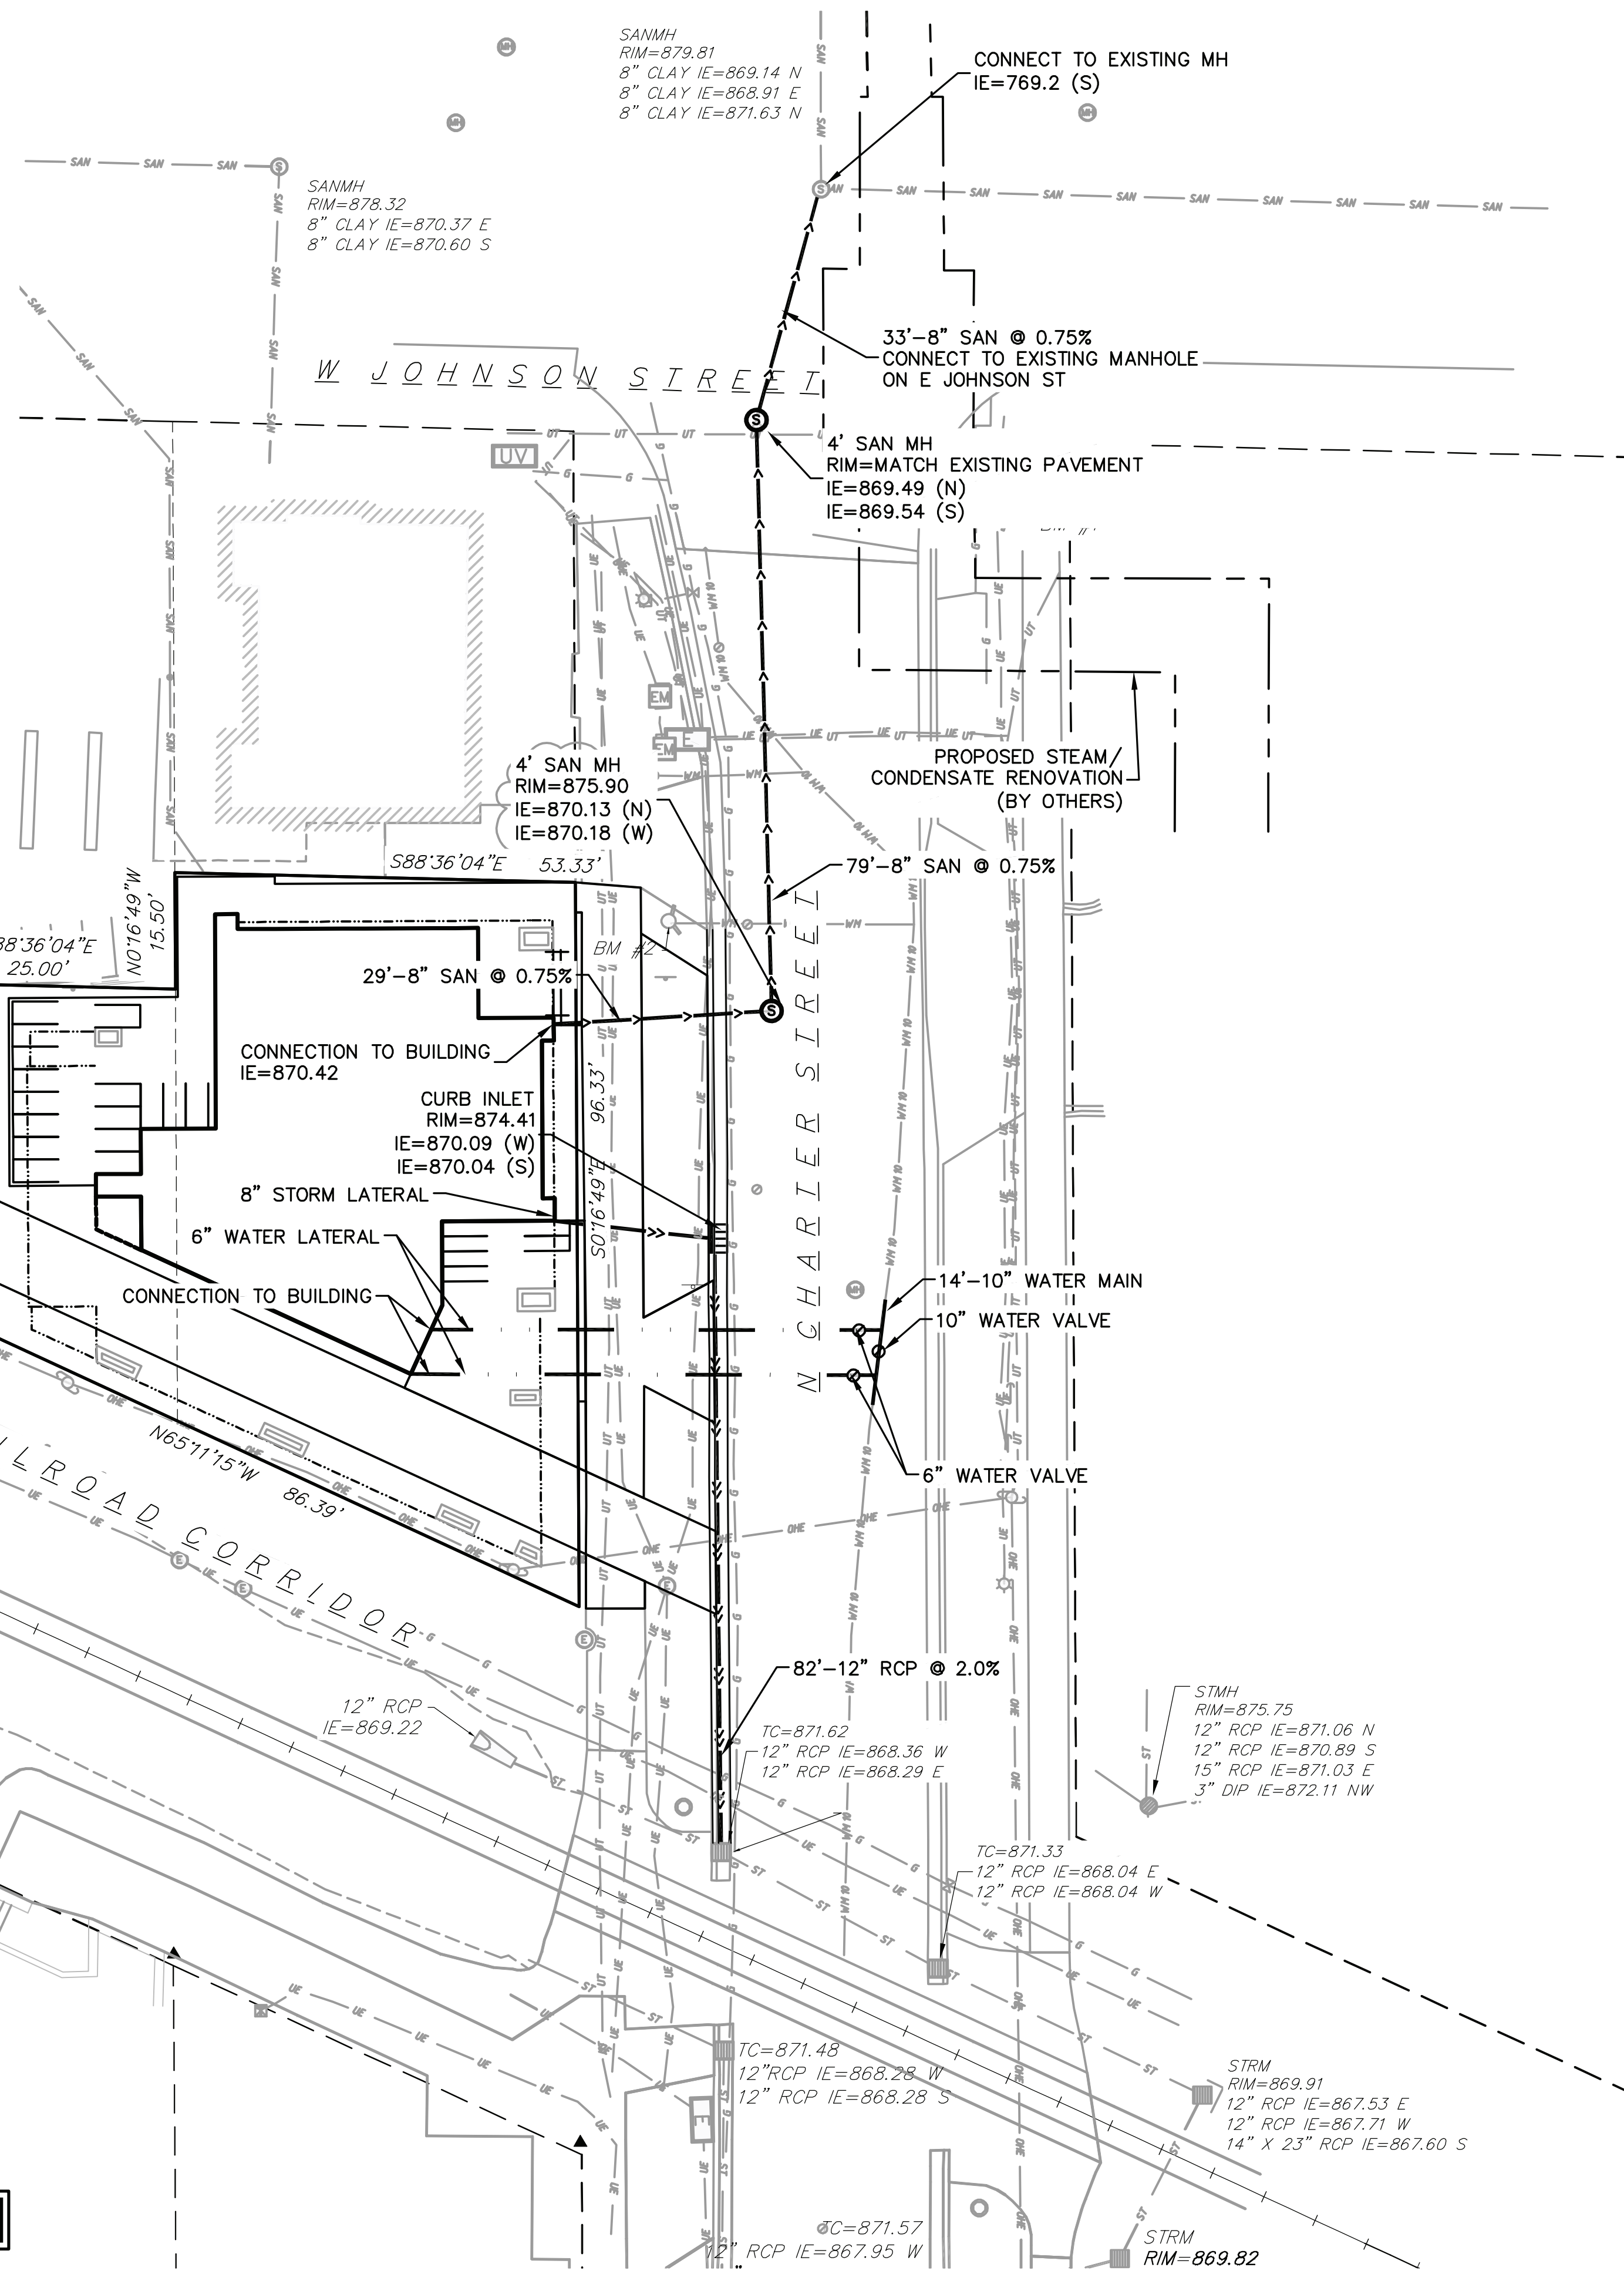 SANMH
RIM=879.81
8" CLAY IE=869.14 N
8" CLAY IE=868.91 E
8" CLAY IE=871.63 N
CONNECT TO EXISTING MH
IE=769.2 (S)
SANMH
RIM=878.32
8" CLAY IE=870.37 E
8" CLAY IE=870.60 S
33'-8" SAN @ 0.75%
CONNECT TO EXISTING MANHOLE
ON E JOHNSON ST
W JOHNSON STREET
4' SAN MH
RIM=MATCH EXISTING PAVEMENT
IE=869.49 (N)
IE=869.54 (S)
UV
EM
E
EM
4' SAN MH
RIM=875.90
IE=870.13 (N)
IE=870.18 (W)
PROPOSED STEAM/
CONDENSATE RENOVATION
(BY OTHERS)
S88°36'04"E 53.33'
79'-8" SAN @ 0.75%
N0°16'49"W
15.50'
88°36'04"E
25.00'
BM #2
29'-8" SAN @ 0.75%
CONNECTION TO BUILDING
IE=870.42
CURB INLET
RIM=874.41
IE=870.09 (W)
IE=870.04 (S)
S0°16'49"E 96.33'
N GHARIER STREET
8" STORM LATERAL
6" WATER LATERAL
CONNECTION TO BUILDING
14'-10" WATER MAIN
10" WATER VALVE
6" WATER VALVE
N65°11'15"W 86.39'
LROAD CORRIDOR
82'-12" RCP @ 2.0%
12" RCP
IE=869.22
TC=871.62
12" RCP IE=868.36 W
12" RCP IE=868.29 E
STMH
RIM=875.75
12" RCP IE=871.06 N
12" RCP IE=870.89 S
15" RCP IE=871.03 E
3" DIP IE=872.11 NW
TC=871.33
12" RCP IE=868.04 E
12" RCP IE=868.04 W
TC=871.48
12"RCP IE=868.28 W
12" RCP IE=868.28 S
E
STRM
RIM=869.91
12" RCP IE=867.53 E
12" RCP IE=867.71 W
14" X 23" RCP IE=867.60 S
TC=871.57
12" RCP IE=867.95 W
STRM
RIM=869.82